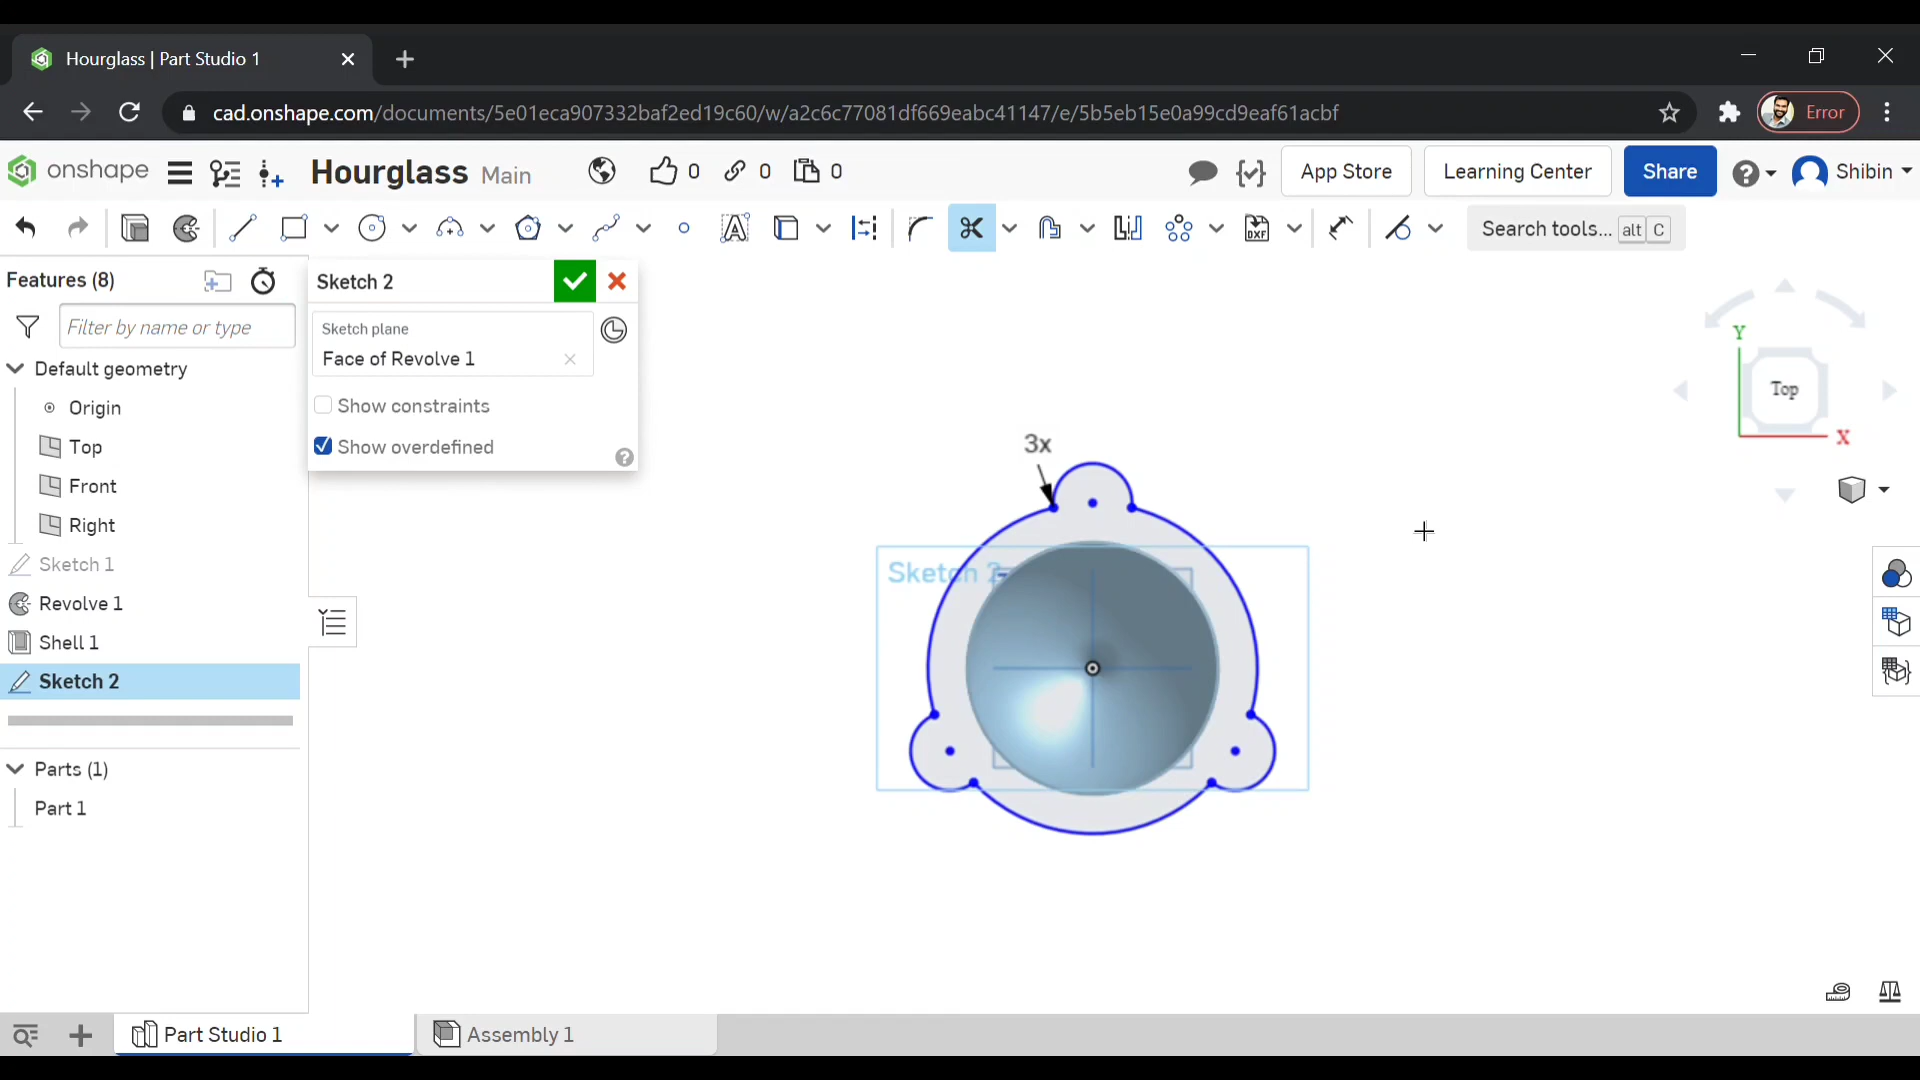 Hourglass | Part Studio 1
cad.onshape.com/documents/5e01eca907332baf2ed19c60/w/a2c6c77081df669eabc41147/e/5b5eb15e0a99cd9eaf61acbf
Error
onshape
Hourglass Main
0
0
0
App Store
Learning Center
Share
Shibin
DXF
Search tools... alt C
Features (8)
Filter by name or type
Default geometry
Origin
Top
Front
Right
Sketch 1
Revolve 1
Shell 1
Sketch 2
Parts (1)
Part 1
Sketch 2
Sketch plane
Face of Revolve 1
Show constraints
Show overdefined
3x
Sketch 2
Y
Top
X
Part Studio 1
Assembly 1